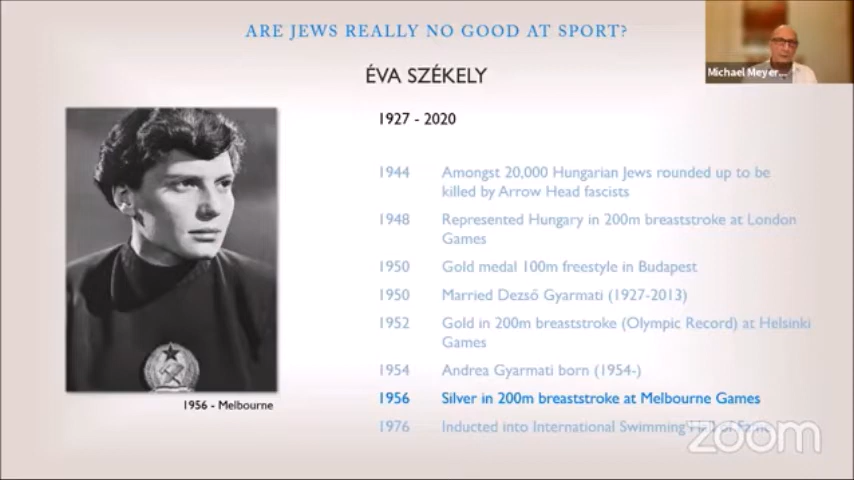 ARE JEWS REALLY NO GOOD AT SPORT?
Michael Meyer...
ÉVA SZÉKELY
1927 - 2020
1944 Amongst 20,000 Hungarian Jews rounded up to be
killed by Arrow Head fascists
1948 Represented Hungary in 200m breaststroke at London
Games
1950 Gold medal 100m freestyle in Budapest
1950 Married Dezső Gyarmati (1927-2013)
1952 Gold in 200m breaststroke (Olympic Record) at Helsinki
Games
1954 Andrea Gyarmati born (1954-)
1956 Silver in 200m breaststroke at Melbourne Games
1976 Inducted into International Swimming Hall of Fame
1956 - Melbourne
zoom